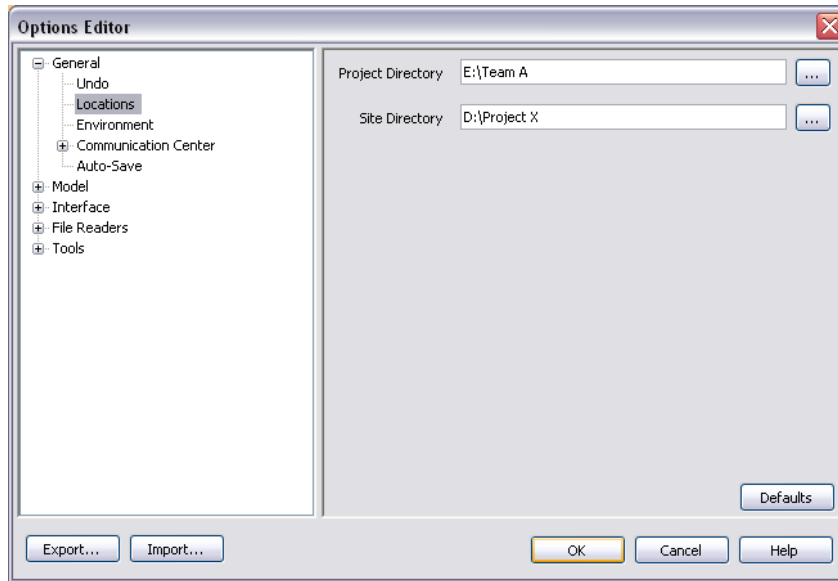 Options Editor
General
Undo
Locations
Environment
Communication Center
Auto-Save
Model
Interface
File Readers
Tools
Project Directory E:\Team A ...
Site Directory D:\Project X ...
Defaults
Export... Import... OK Cancel Help